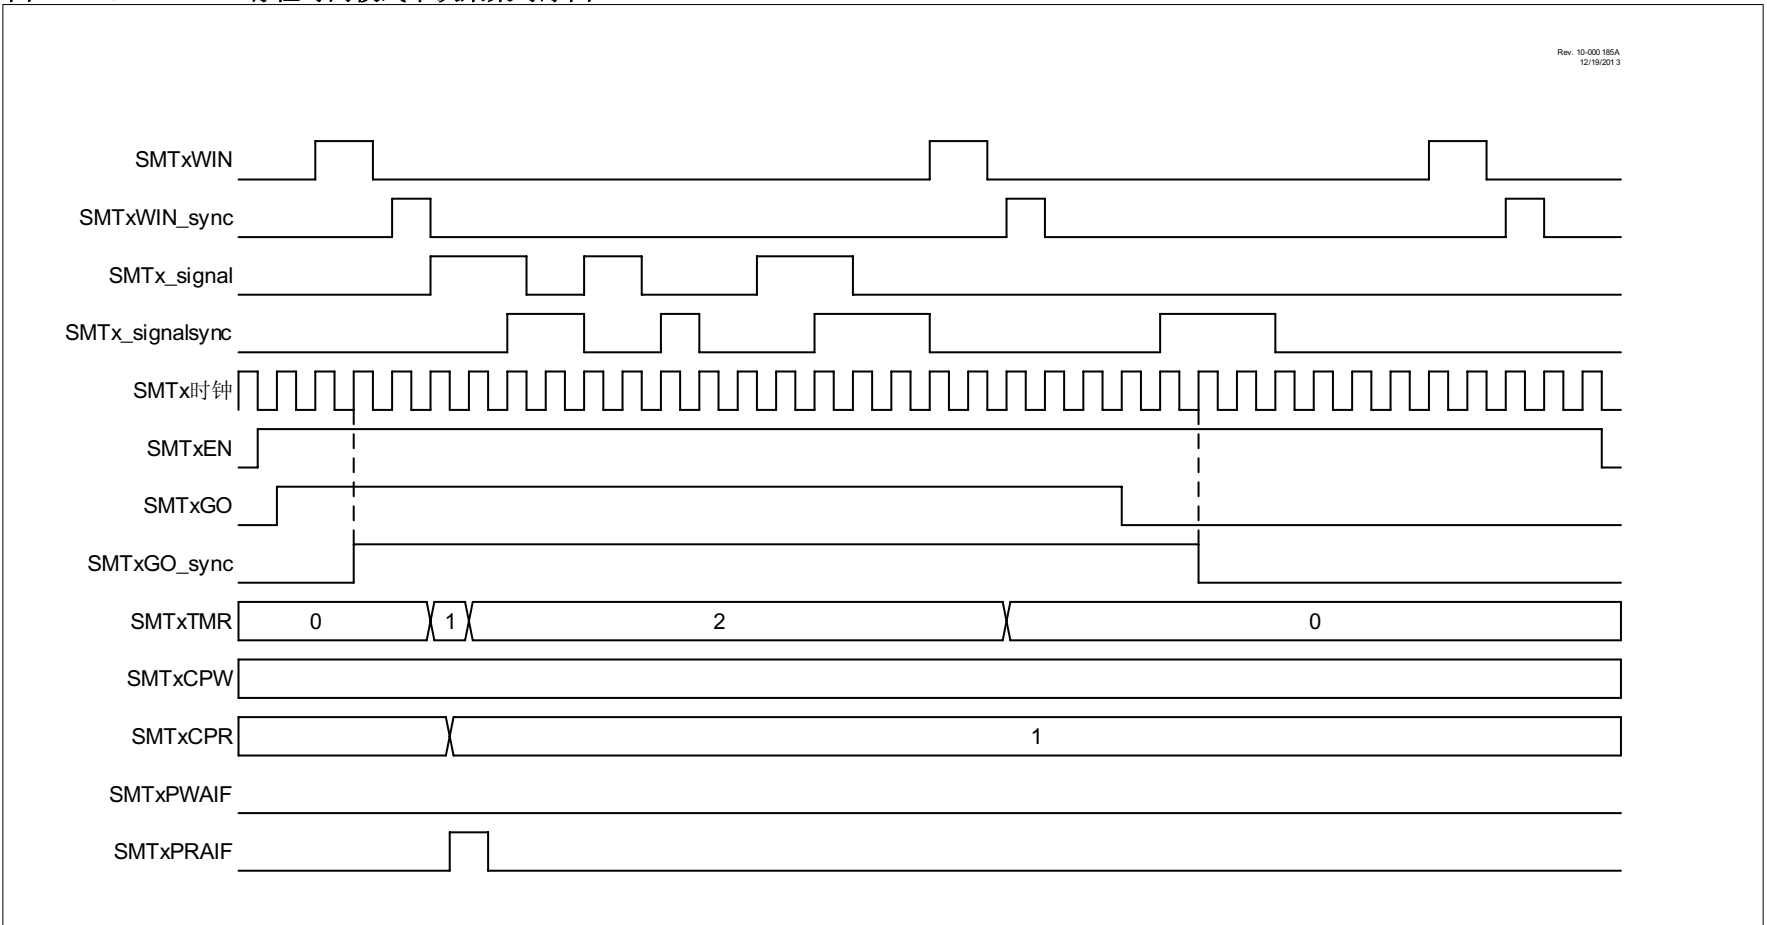 Rev. 10-000 185A
12/19/201 3
SMTxWIN
SMTxWIN_sync
SMTx_signal
SMTx_signalsync
SMTx时钟
SMTxEN
SMTxGO
SMTxGO_sync
SMTxTMR 0 1 2 0
SMTxCPW
SMTxCPR 1
SMTxPWAIF
SMTxPRAIF